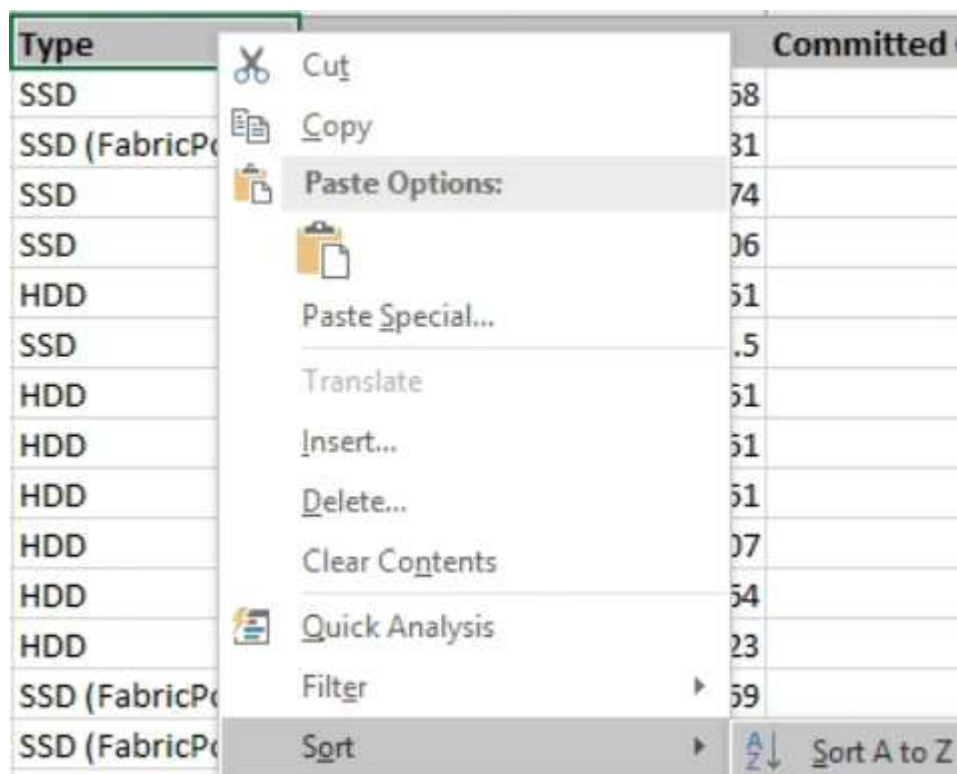 Type Committed
SSD Cut 58
SSD (FabricPo Copy 31
SSD Paste Options: 74
SSD 06
HDD Paste Special... 51
SSD .5
HDD Translate 51
HDD Insert... 51
HDD Delete... 51
HDD 07
HDD Clear Contents 54
HDD Quick Analysis 23
SSD (FabricPo Filter 59
SSD (FabricPo Sort Sort A to Z